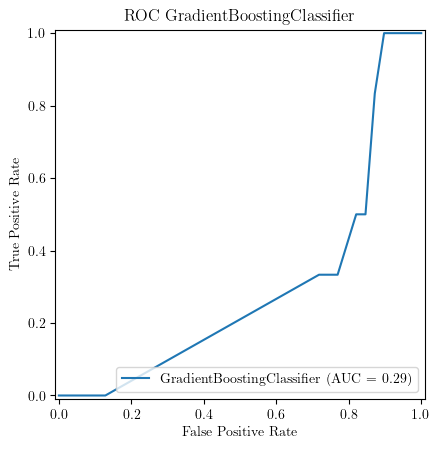 ROC GradientBoostingClassifier
1.0
0.8
0.6
0.4
0.2
0.0
True Positive Rate
GradientBoostingClassifier (AUC = 0.29)
0.0 0.2 0.4 0.6 0.8 1.0
False Positive Rate